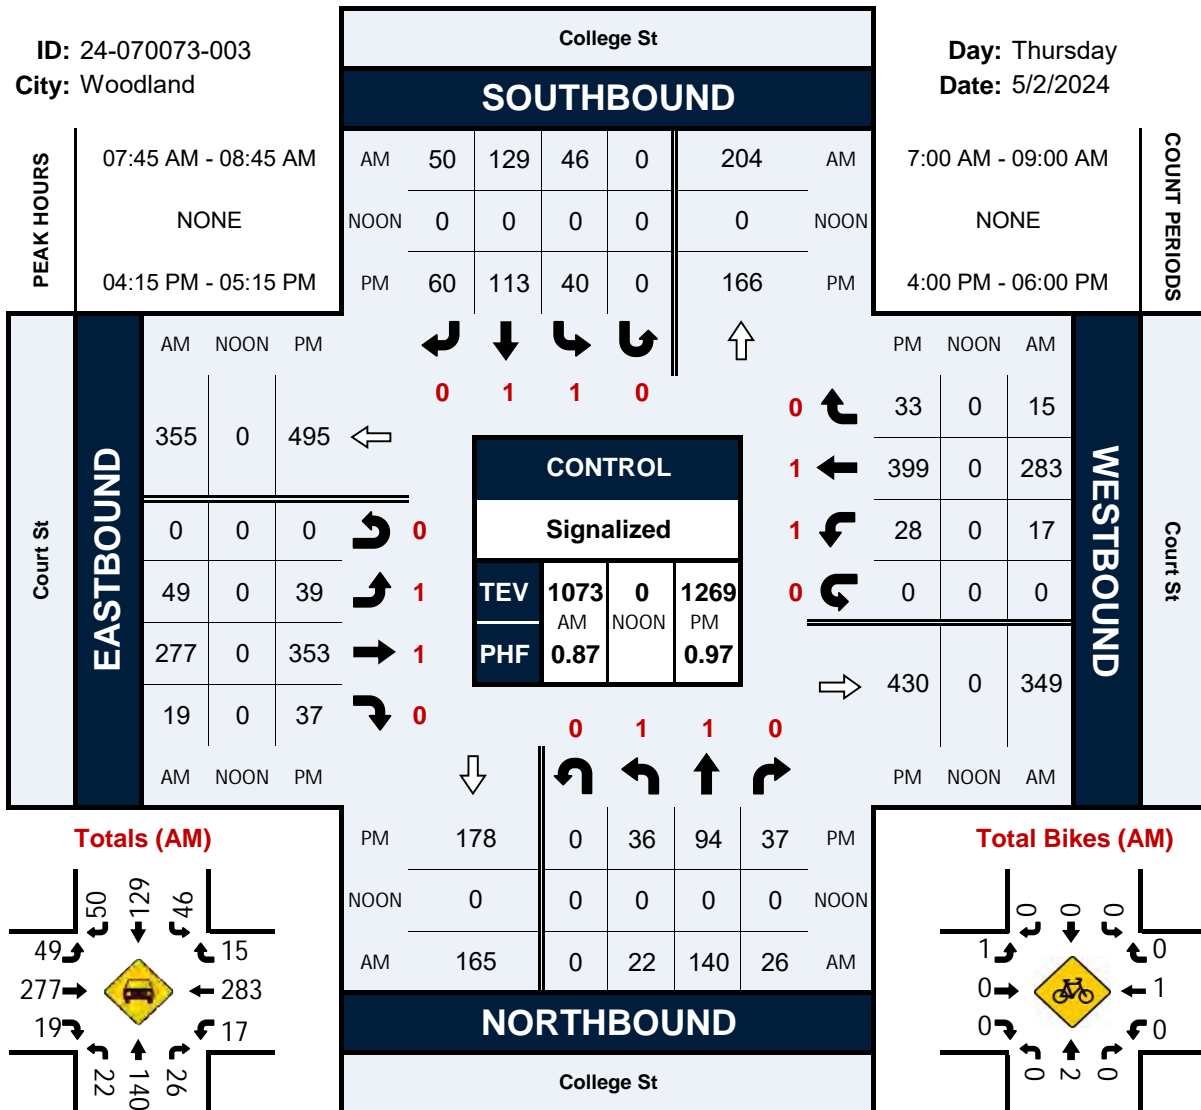 College St
ID: 24-070073-003
Day: Thursday
City: Woodland
Date: 5/2/2024
SOUTHBOUND
PEAK HOURS
07:45 AM - 08:45 AM
NONE
04:15 PM - 05:15 PM
AM 50 129 46 0 204 AM
NOON 0 0 0 0 0 NOON
PM 60 113 40 0 166 PM
7:00 AM - 09:00 AM
NONE
4:00 PM - 06:00 PM
COUNT PERIODS
0 1 1 0
Court St
EASTBOUND
AM NOON PM
355 0 495
0 0 0 0
49 0 39 1
277 0 353 1
19 0 37 0
AM NOON PM
CONTROL
Signalized
TEV 1073 0 1269
AM NOON PM
PHF 0.87 0.97
PM NOON AM
0 33 0 15
1 399 0 283
1 28 0 17
0 0 0 0
430 0 349
PM NOON AM
WESTBOUND
Court St
0 1 1 0
PM 178 0 36 94 37 PM
NOON 0 0 0 0 0 NOON
AM 165 0 22 140 26 AM
NORTHBOUND
College St
Totals (AM)
50 129 46
49 15
277 283
19 17
22 140 26
Total Bikes (AM)
0 0 0
1 0
0 1
0 0
0 2 0